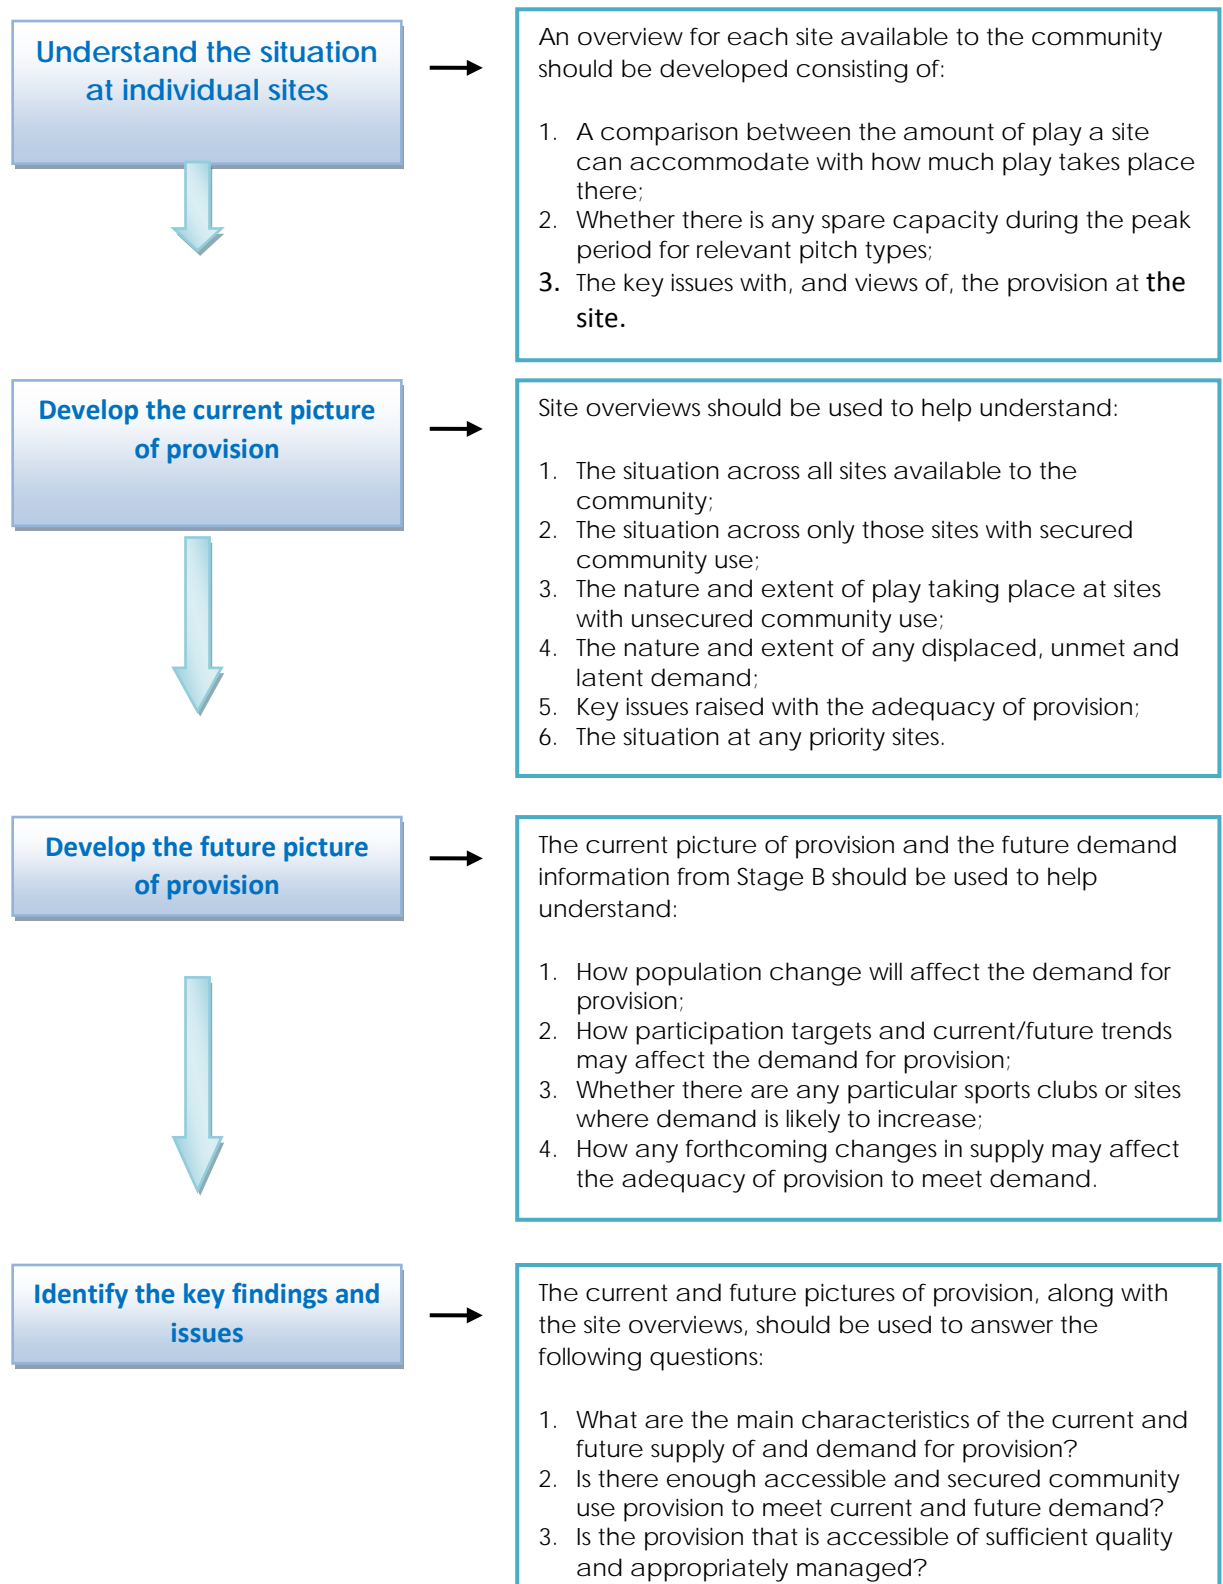 Understand the situation
at individual sites
An overview for each site available to the community
should be developed consisting of:
1. A comparison between the amount of play a site
can accommodate with how much play takes place
there;
2. Whether there is any spare capacity during the peak
period for relevant pitch types;
3. The key issues with, and views of, the provision at the
site.
Develop the current picture
of provision
Site overviews should be used to help understand:
1. The situation across all sites available to the
community;
2. The situation across only those sites with secured
community use;
3. The nature and extent of play taking place at sites
with unsecured community use;
4. The nature and extent of any displaced, unmet and
latent demand;
5. Key issues raised with the adequacy of provision;
6. The situation at any priority sites.
Develop the future picture
of provision
The current picture of provision and the future demand
information from Stage B should be used to help
understand:
1. How population change will affect the demand for
provision;
2. How participation targets and current/future trends
may affect the demand for provision;
3. Whether there are any particular sports clubs or sites
where demand is likely to increase;
4. How any forthcoming changes in supply may affect
the adequacy of provision to meet demand.
Identify the key findings and
issues
The current and future pictures of provision, along with
the site overviews, should be used to answer the
following questions:
1. What are the main characteristics of the current and
future supply of and demand for provision?
2. Is there enough accessible and secured community
use provision to meet current and future demand?
3. Is the provision that is accessible of sufficient quality
and appropriately managed?